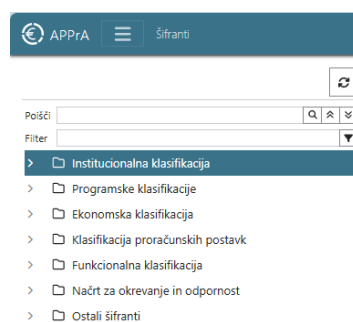 APPrA Šifranti
Poišči
Filter
Institucionalna klasifikacija
Programske klasifikacije
Ekonomska klasifikacija
Klasifikacija proračunskih postavk
Funkcionalna klasifikacija
Načrt za okrevanje in odpornost
Ostali šifranti